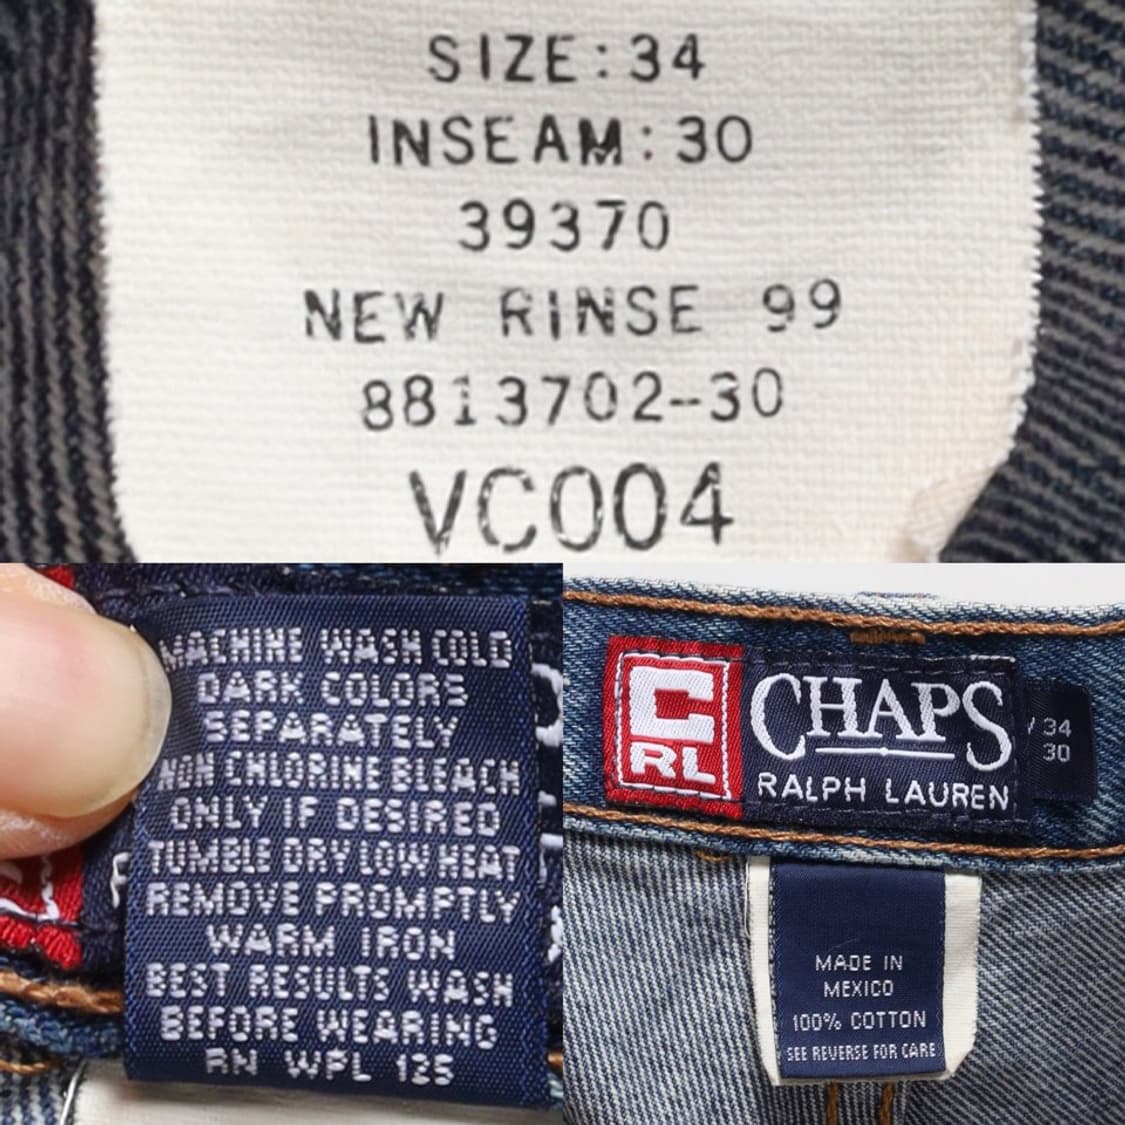 SIZE:34
INSEAM:30
39370
NEW RINSE 99
8813702-30
VC004
MACHINE WASH COLD
DARK COLORS
SEPARATELY
NON CHLORINE BLEACH
ONLY IF DESIRED
TUMBLE DRY LOW HEAT
REMOVE PROMPTLY
WARM IRON
BEST RESULTS WASH
BEFORE WEARING
RN WPL 135
C
RL
CHAPS
RALPH LAUREN
34
30
MADE IN
MEXICO
100% COTTON
SEE REVERSE FOR CARE